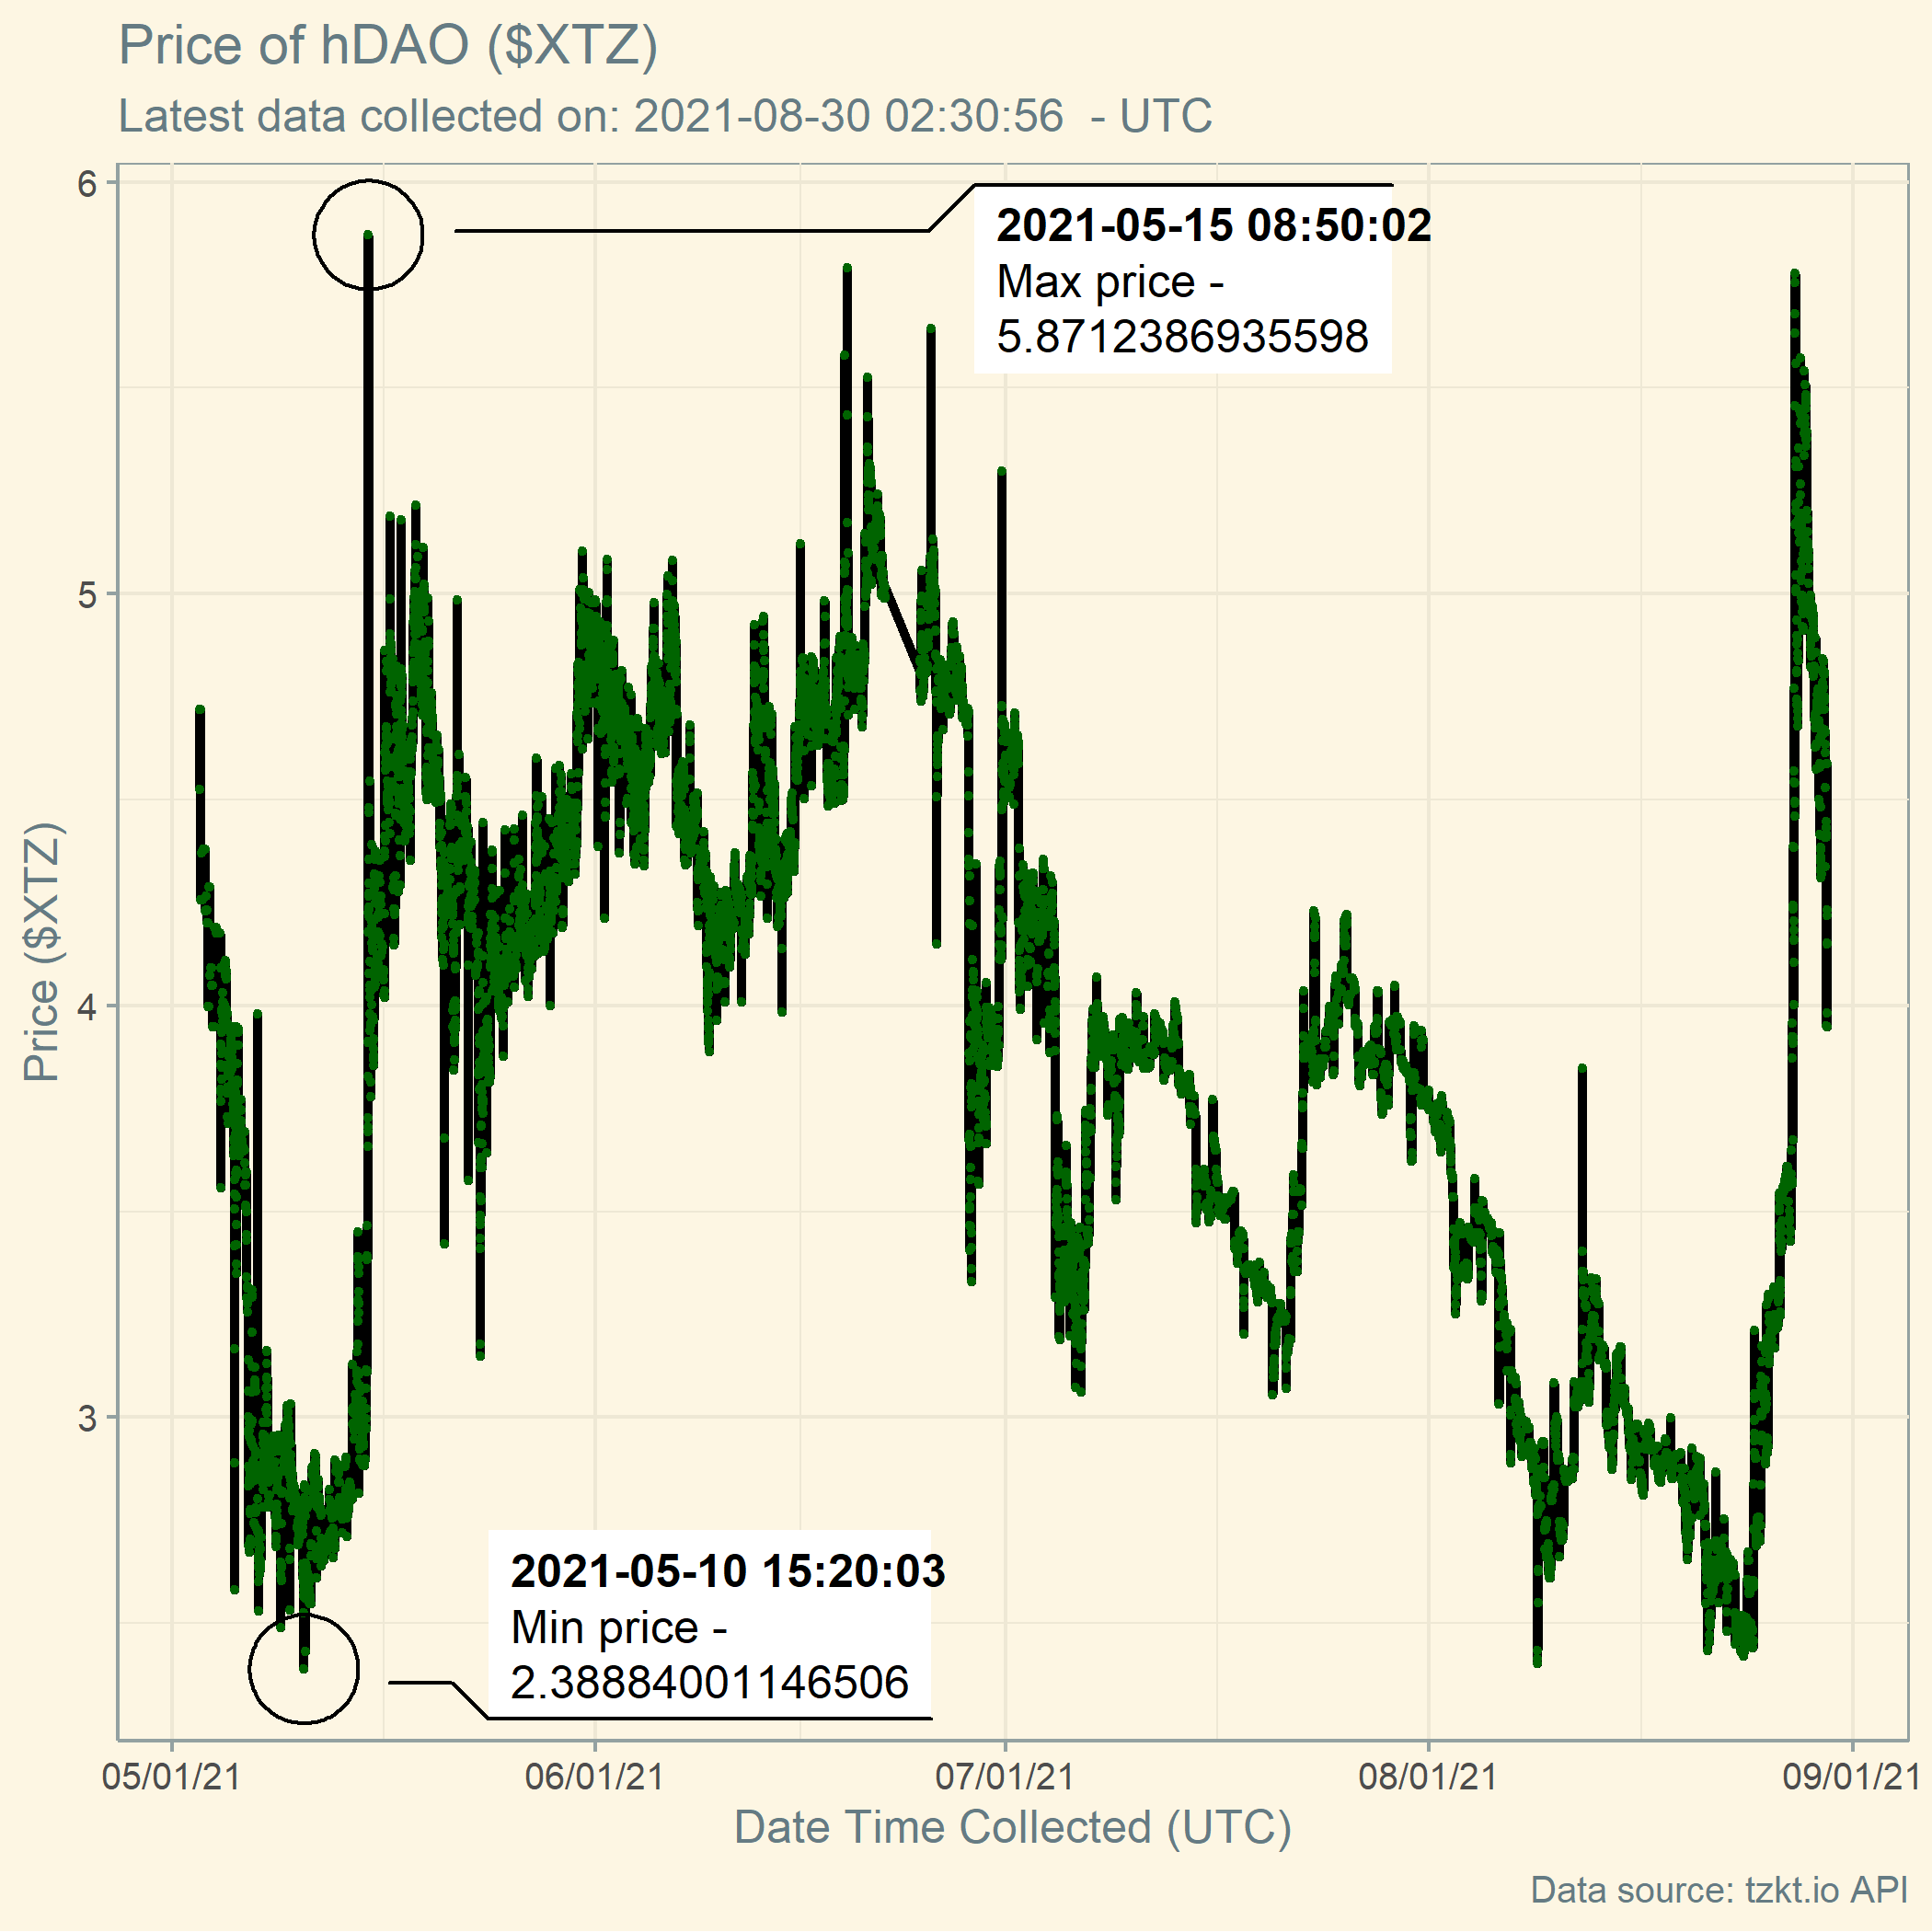 Price of hDAO ($XTZ)
Latest data collected on: 2021-08-30 02:30:56  - UTC
6
5
4
3
Price ($XTZ)
2021-05-15 08:50:02
Max price -
5.8712386935598
2021-05-10 15:20:03
Min price -
2.38884001146506
05/01/21
06/01/21
07/01/21
08/01/21
09/01/21
Date Time Collected (UTC)
Data source: tzkt.io API